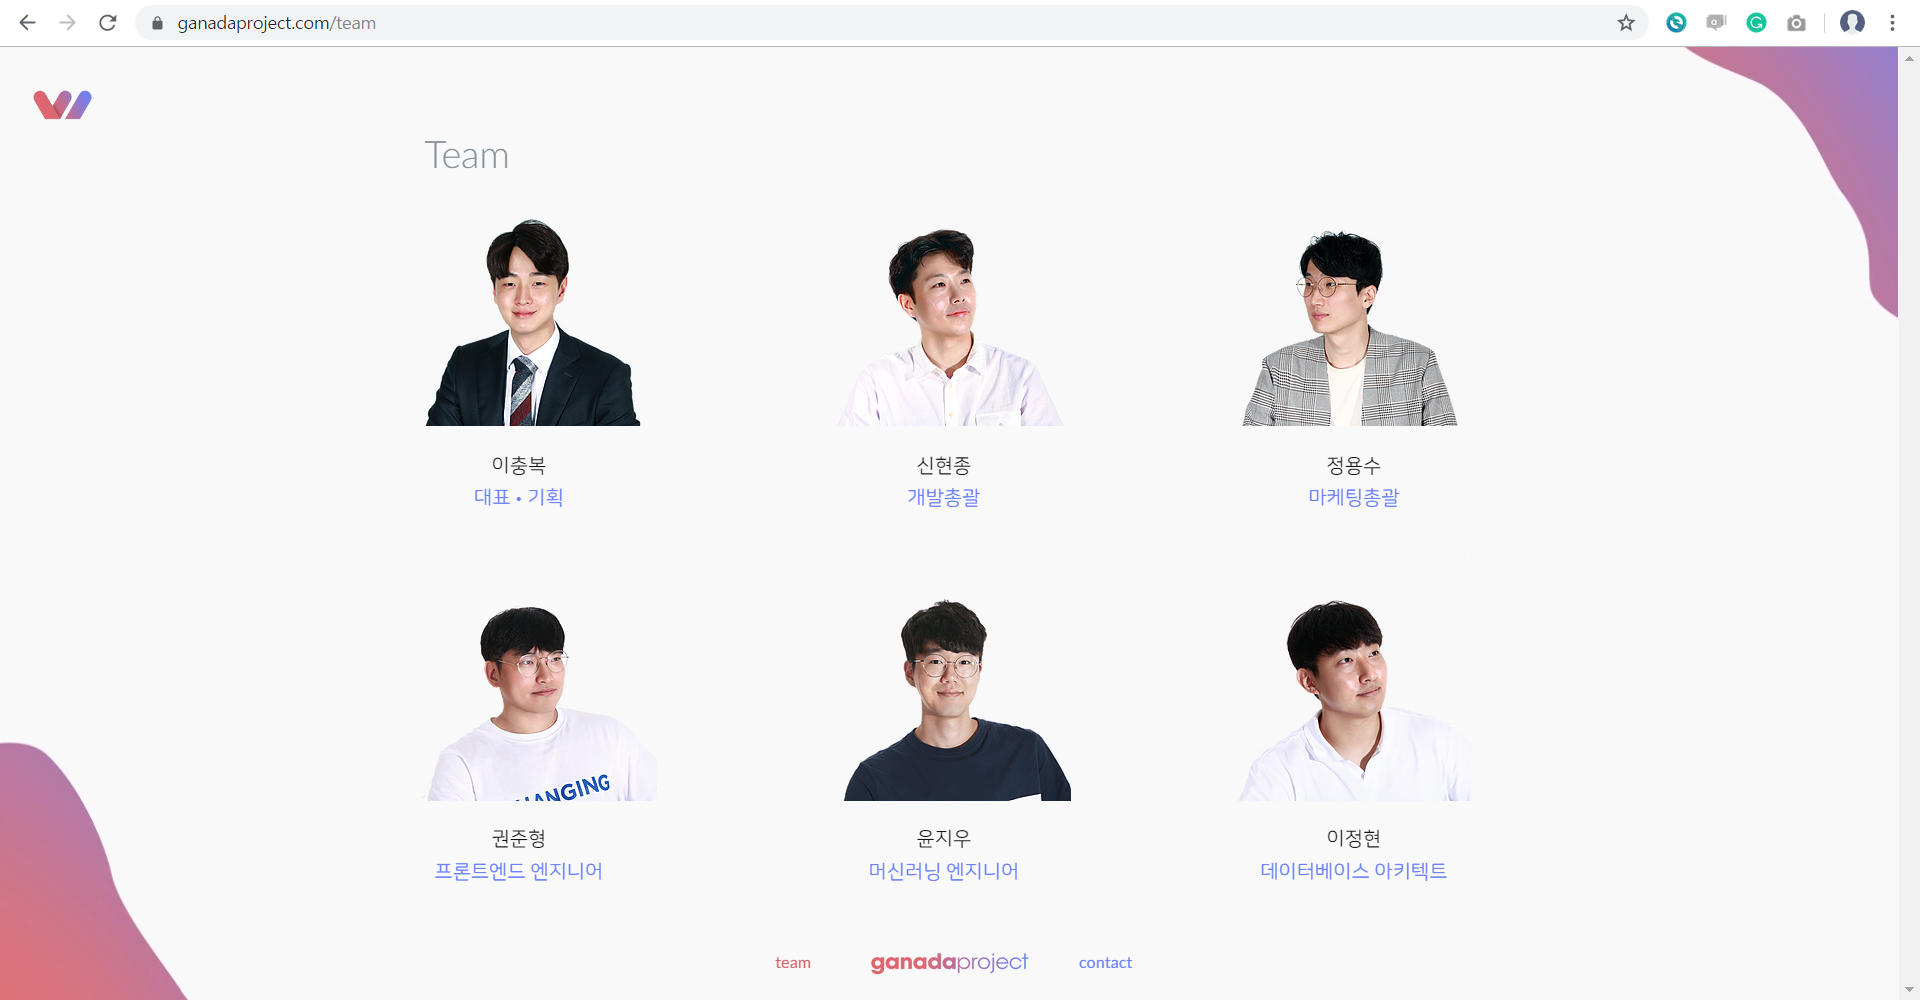 ganadaproject.com/team
Team
이충복
대표 • 기획
신현종
개발총괄
정용수
마케팅총괄
HANGING
권준형
프론트엔드 엔지니어
윤지우
머신러닝 엔지니어
이정현
데이터베이스 아키텍트
team
ganadaproject
contact